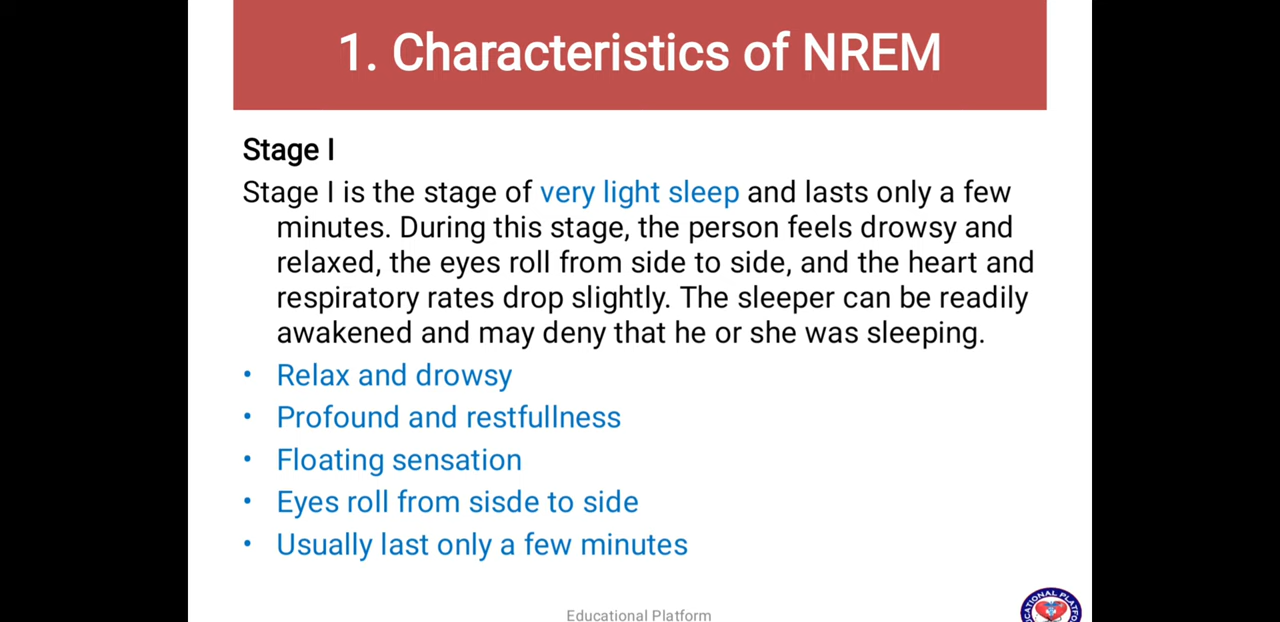 1. Characteristics of NREM
Stage I
Stage I is the stage of very light sleep and lasts only a few
minutes. During this stage, the person feels drowsy and
relaxed, the eyes roll from side to side, and the heart and
respiratory rates drop slightly. The sleeper can be readily
awakened and may deny that he or she was sleeping.
• Relax and drowsy
• Profound and restfullness
• Floating sensation
• Eyes roll from sisde to side
• Usually last only a few minutes
Educational Platform